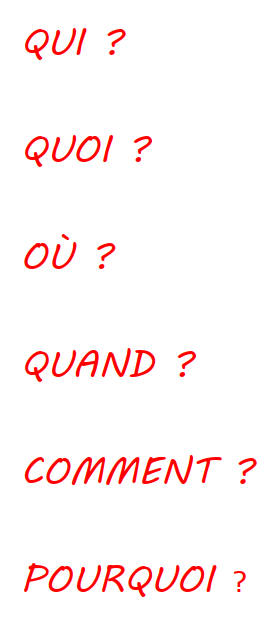 QUI ?
QUOI ?
OÙ ?
QUAND ?
COMMENT ?
POURQUOI ?